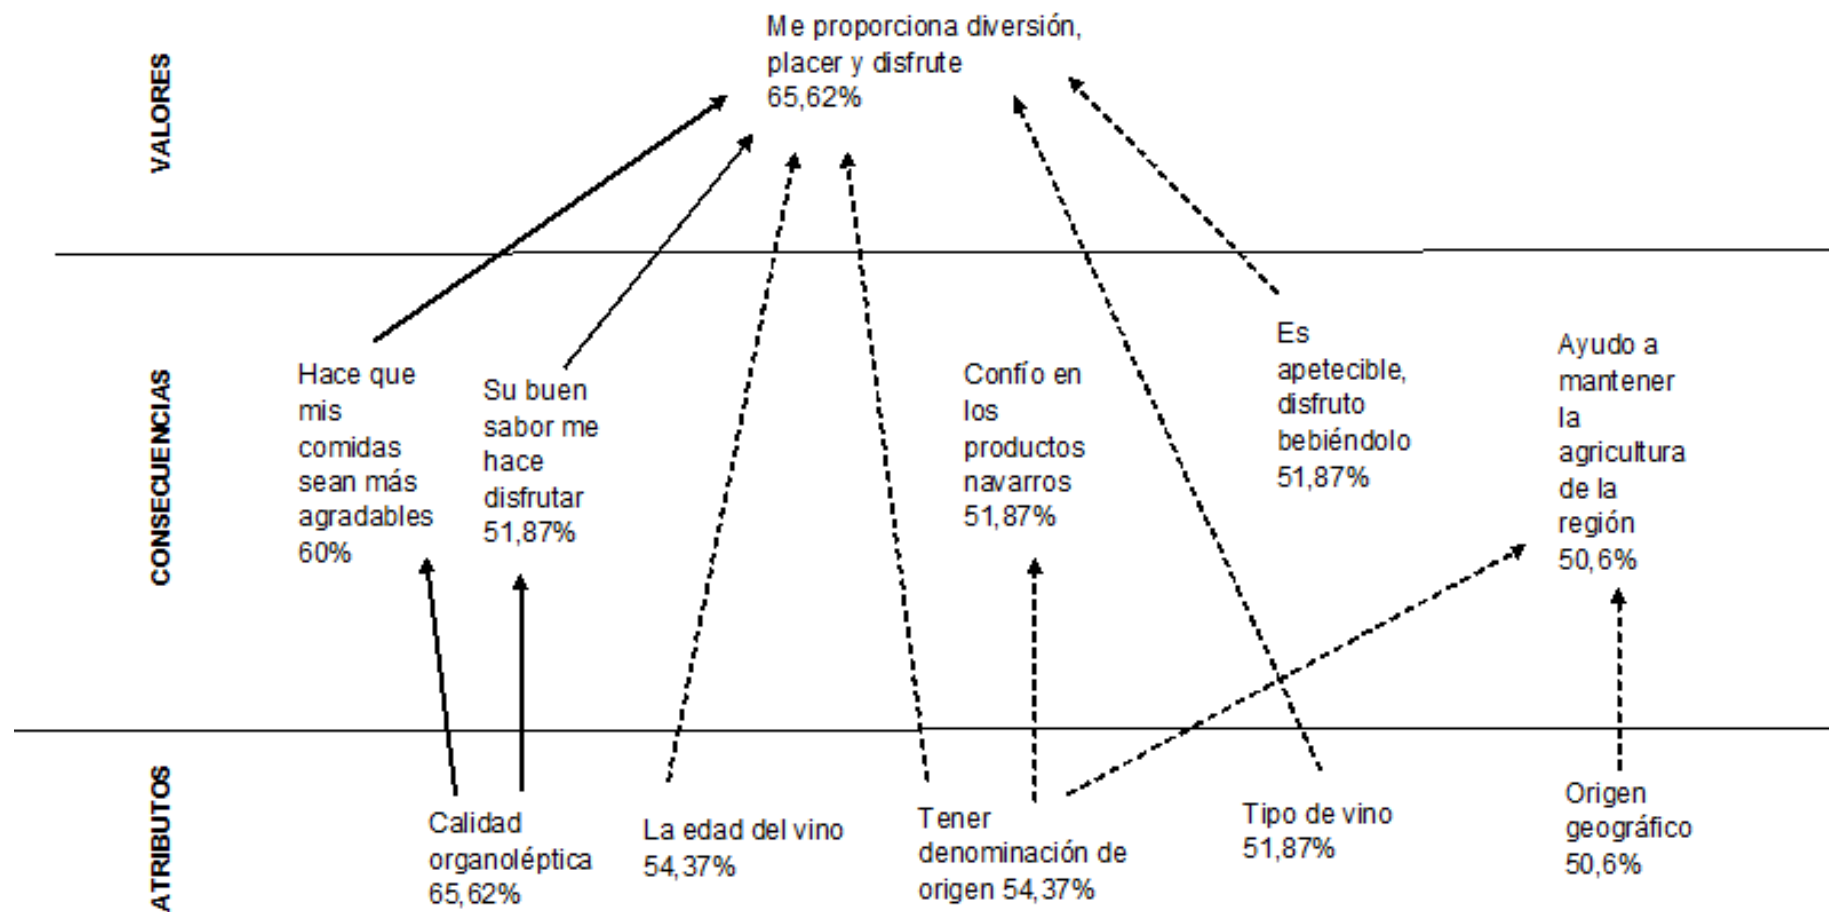 VALORES
Me proporciona diversión,
placer y disfrute
65,62%
CONSECUENCIAS
Hace que
mis
comidas
sean más
agradables
60%
Su buen
sabor me
hace
disfrutar
51,87%
Confío en
los
productos
navarros
51,87%
Es
apetecible,
disfruto
bebiéndolo
51,87%
Ayudo a
mantener
la
agricultura
de la
región
50,6%
ATRIBUTOS
Calidad
organoléptica
65,62%
La edad del vino
54,37%
Tener
denominación de
origen 54,37%
Tipo de vino
51,87%
Origen
geográfico
50,6%